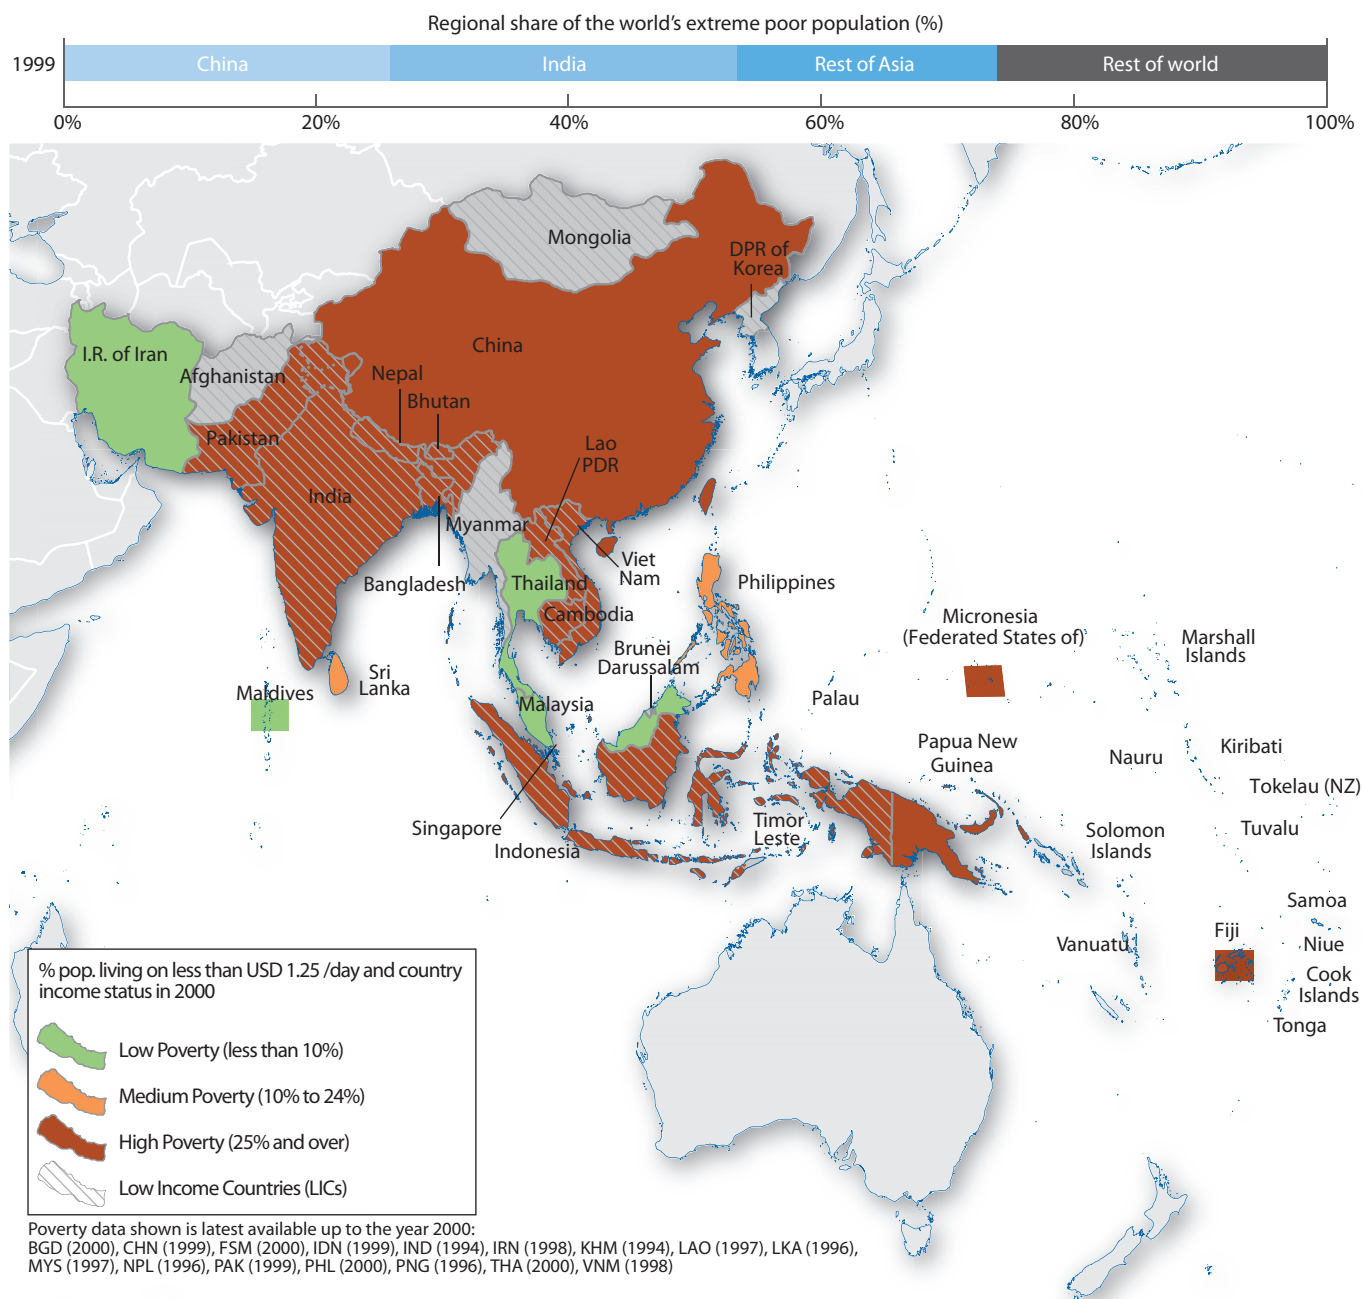 Regional share of the world's extreme poor population (%)
1999
China
India
Rest of Asia
Rest of world
0%
20%
40%
60%
80%
100%
Mongolia
DPR of
Korea
I.R. of Iran
China
Afghanistan
Nepal
Bhutan
Pakistan
Lao
PDR
India
Myanmar
Viet
Nam
Bangladesh
Thailand
Philippines
Cambodia
Micronesia
(Federated States of)
Marshall
Islands
Brunei
Darussalam
Sri
Lanka
Maldives
Malaysia
Palau
Papua New
Guinea
Nauru
Kiribati
Tokelau (NZ)
Singapore
Timor
Leste
Solomon
Islands
Tuvalu
Indonesia
Samoa
Fiji
Vanuatu
Niue
Cook
Islands
Tonga
% pop. living on less than USD 1.25 /day and country
income status in 2000
Low Poverty (less than 10%)
Medium Poverty (10% to 24%)
High Poverty (25% and over)
Low Income Countries (LICs)
Poverty data shown is latest available up to the year 2000:
BGD (2000), CHN (1999), FSM (2000), IDN (1999), IND (1994), IRN (1998), KHM (1994), LAO (1997), LKA (1996),
MYS (1997), NPL (1996), PAK (1999), PHL (2000), PNG (1996), THA (2000), VNM (1998)